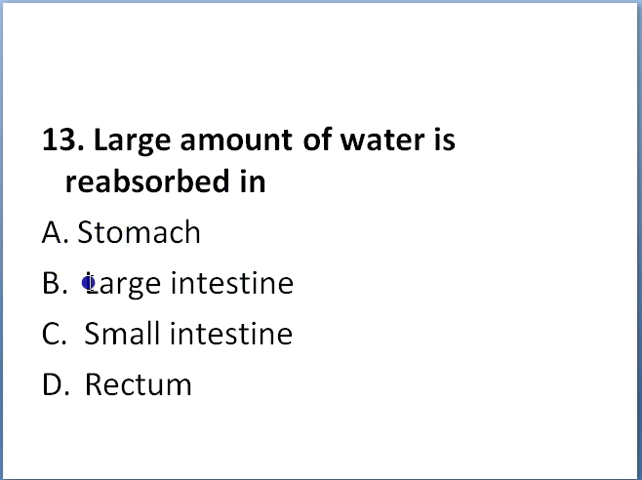 13. Large amount of water is
reabsorbed in
A. Stomach
B. Large intestine
C. Small intestine
D. Rectum